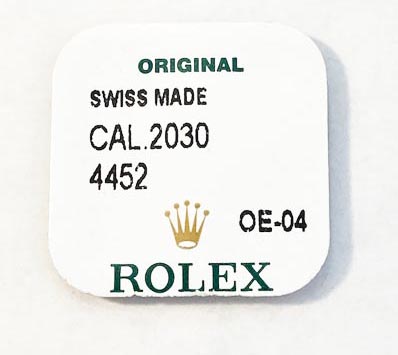 ORIGINAL
SWISS MADE
CAL.2030
4452
OE-04
ROLEX